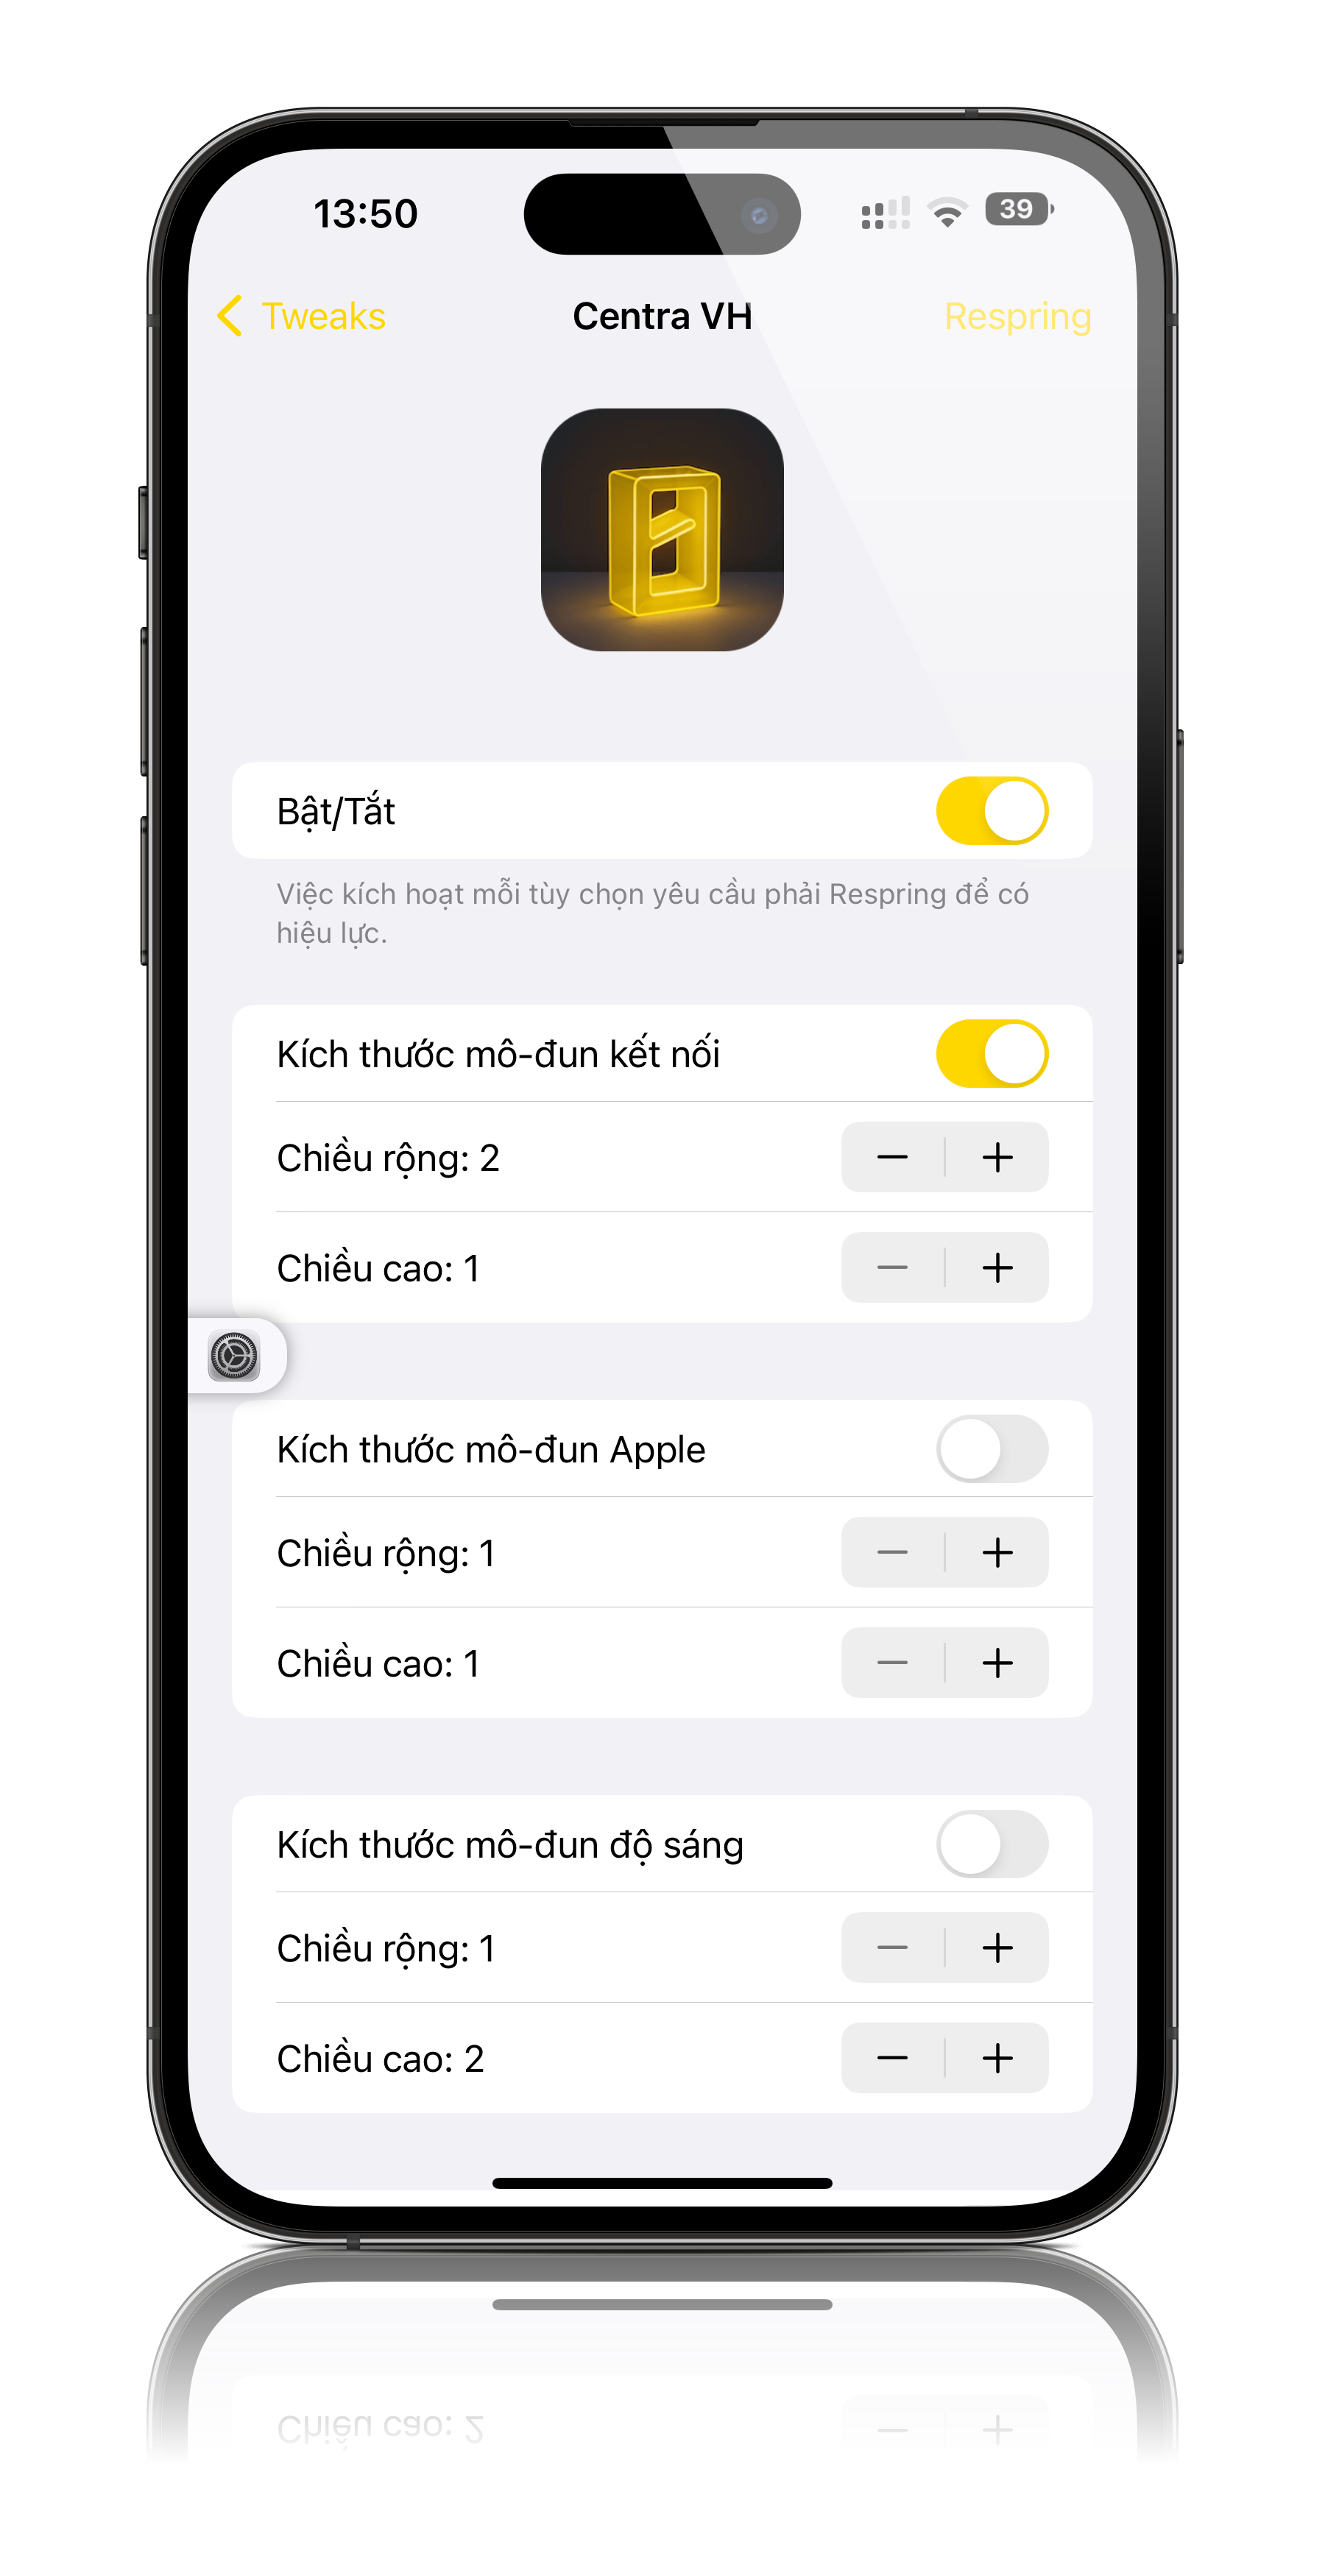 13:50
39
Tweaks
Centra VH
Respring
Bật/Tắt
Việc kích hoạt mỗi tùy chọn yêu cầu phải Respring để có
hiệu lực.
Kích thước mô-đun kết nối
Chiều rộng: 2
Chiều cao: 1
Kích thước mô-đun Apple
Chiều rộng: 1
Chiều cao: 1
Kích thước mô-đun độ sáng
Chiều rộng: 1
Chiều cao: 2
Chiều cao: 2